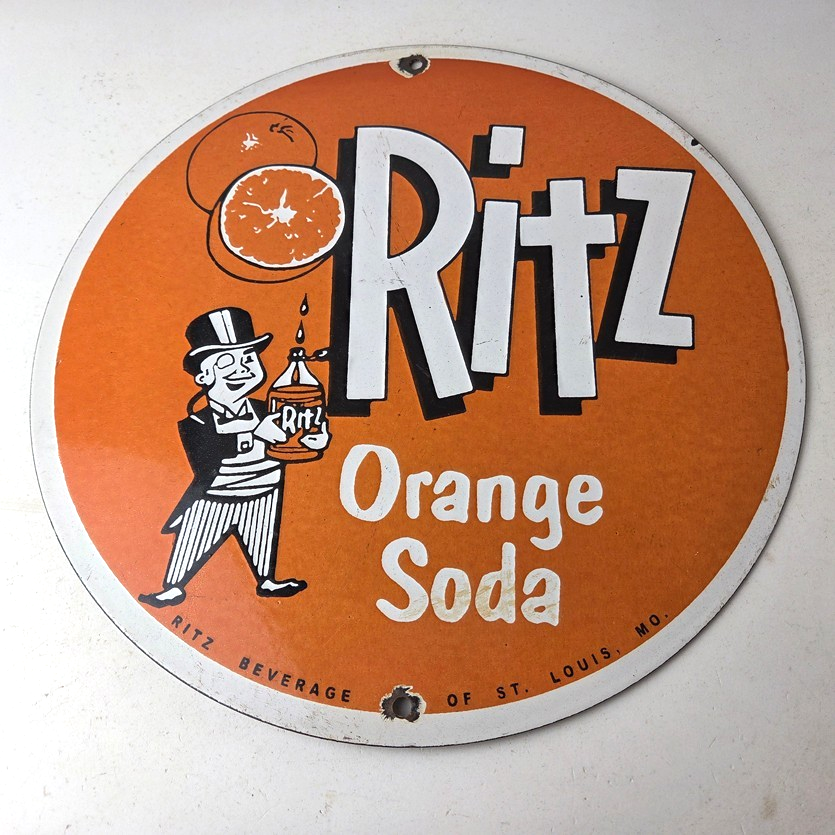 Ritz
Ritz
Orange
Soda
RITZ BEVERAGE OF ST. LOUIS, MO.